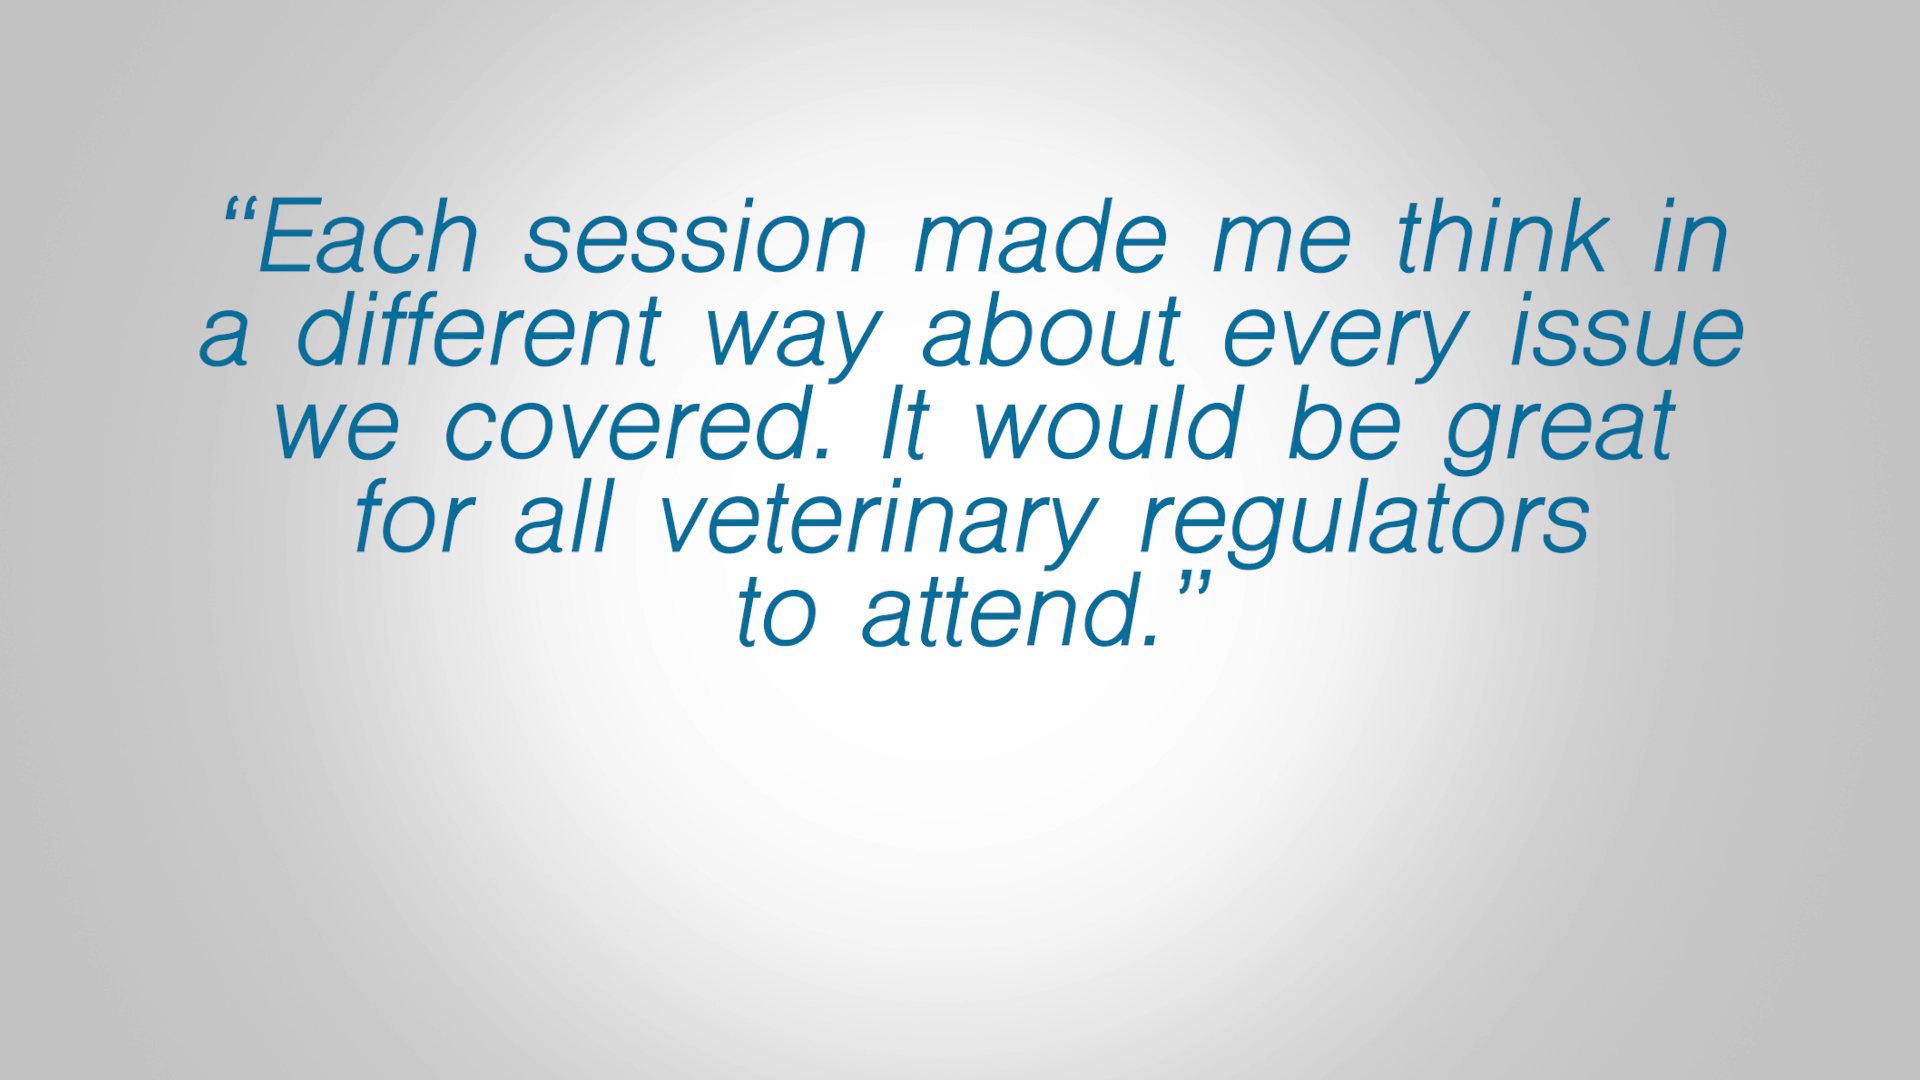 “Each session made me think in
a different way about every issue
we covered. It would be great
for all veterinary regulators
to attend.”